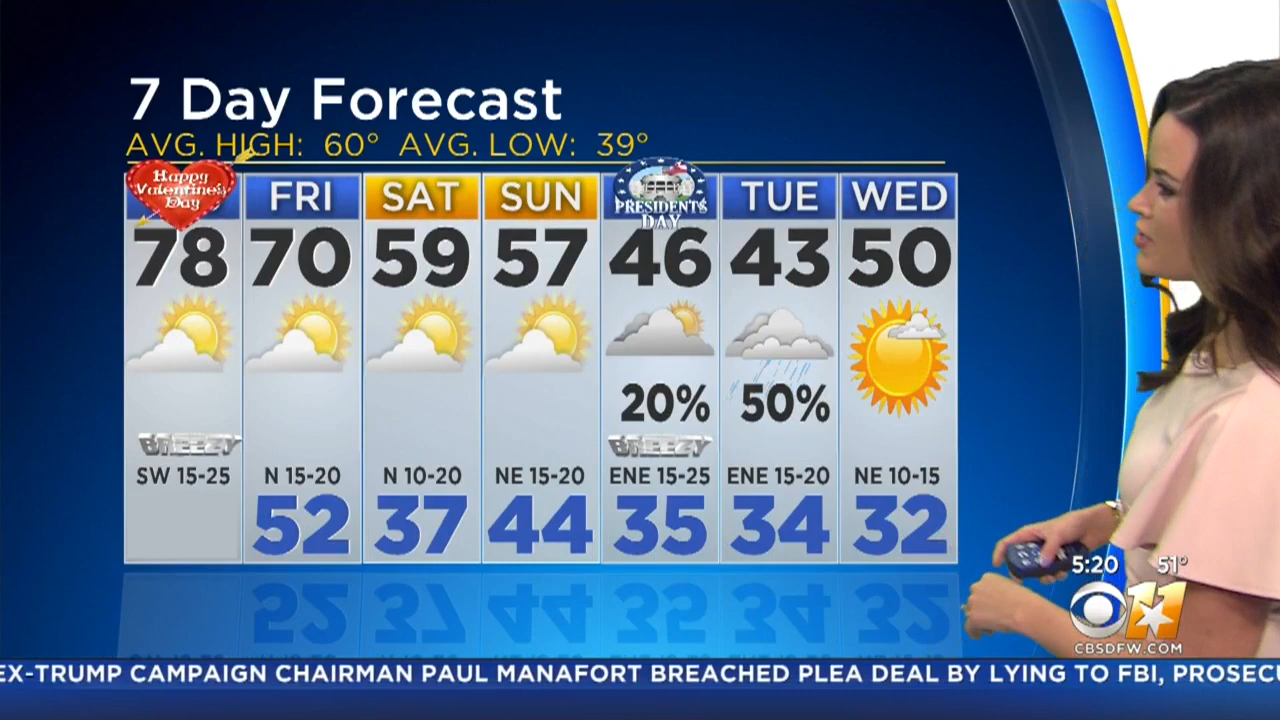 7 Day Forecast
AVG. HIGH: 60° AVG. LOW: 39°
Happy
Valentine's
Day
FRI
SAT
SUN
PRESIDENTS
DAY
TUE
WED
78 70 59 57 46 43 50
20% 50%
BREEZY BREEZY
SW 15-25 N 15-20 N 10-20 NE 15-20 ENE 15-25 ENE 15-20 NE 10-15
52 37 44 35 34 32
5:20 51°
11
CBSDFW.COM
EX-TRUMP CAMPAIGN CHAIRMAN PAUL MANAFORT BREACHED PLEA DEAL BY LYING TO FBI, PROSECU